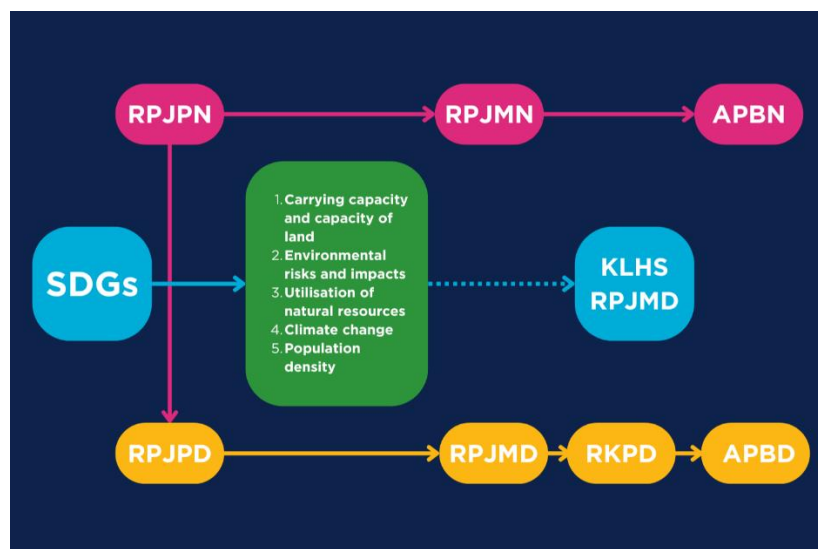 RPJPN
RPJMN
APBN
SDGs
1. Carrying capacity
and capacity of
land
2. Environmental
risks and impacts
3. Utilisation of
natural resources
4. Climate change
5. Population
density
KLHS
RPJMD
RPJPD
RPJMD
RKPD
APBD